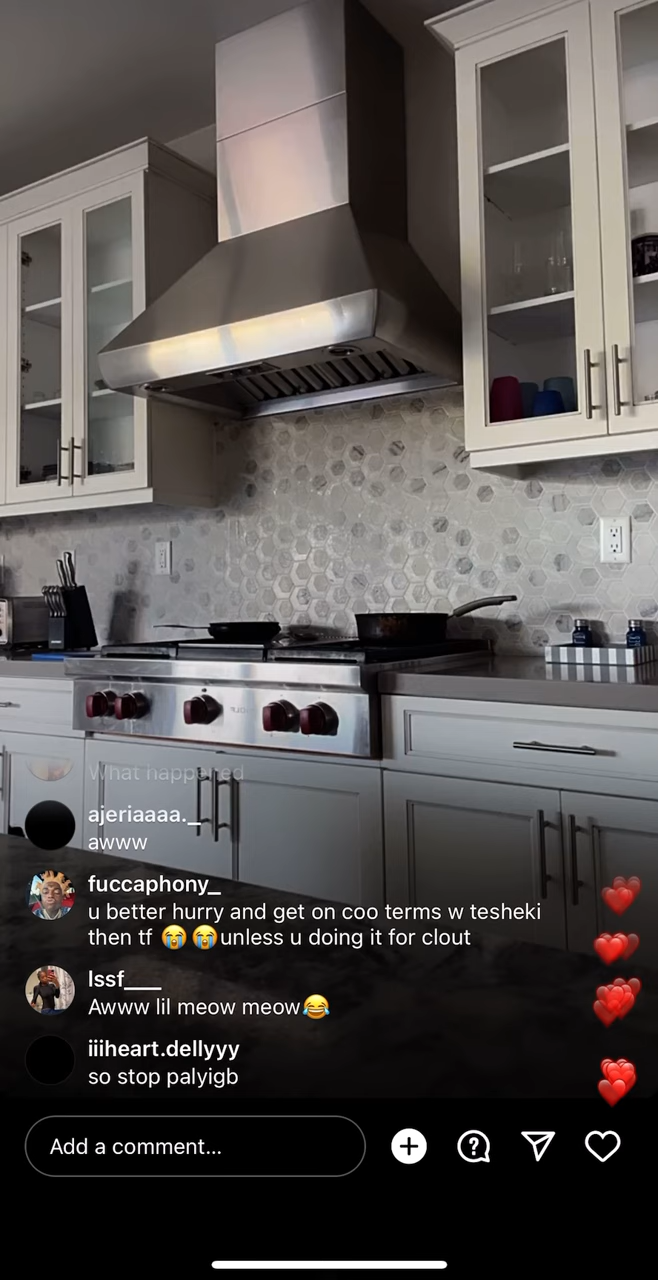 What happened
ajeriaaaa._
awww
fuccaphony_
u better hurry and get on coo terms w tesheki
then tf 😭😭unless u doing it for clout
lssf___
Awww lil meow meow😂
iiiheart.dellyyy
so stop palyigb
Add a comment...